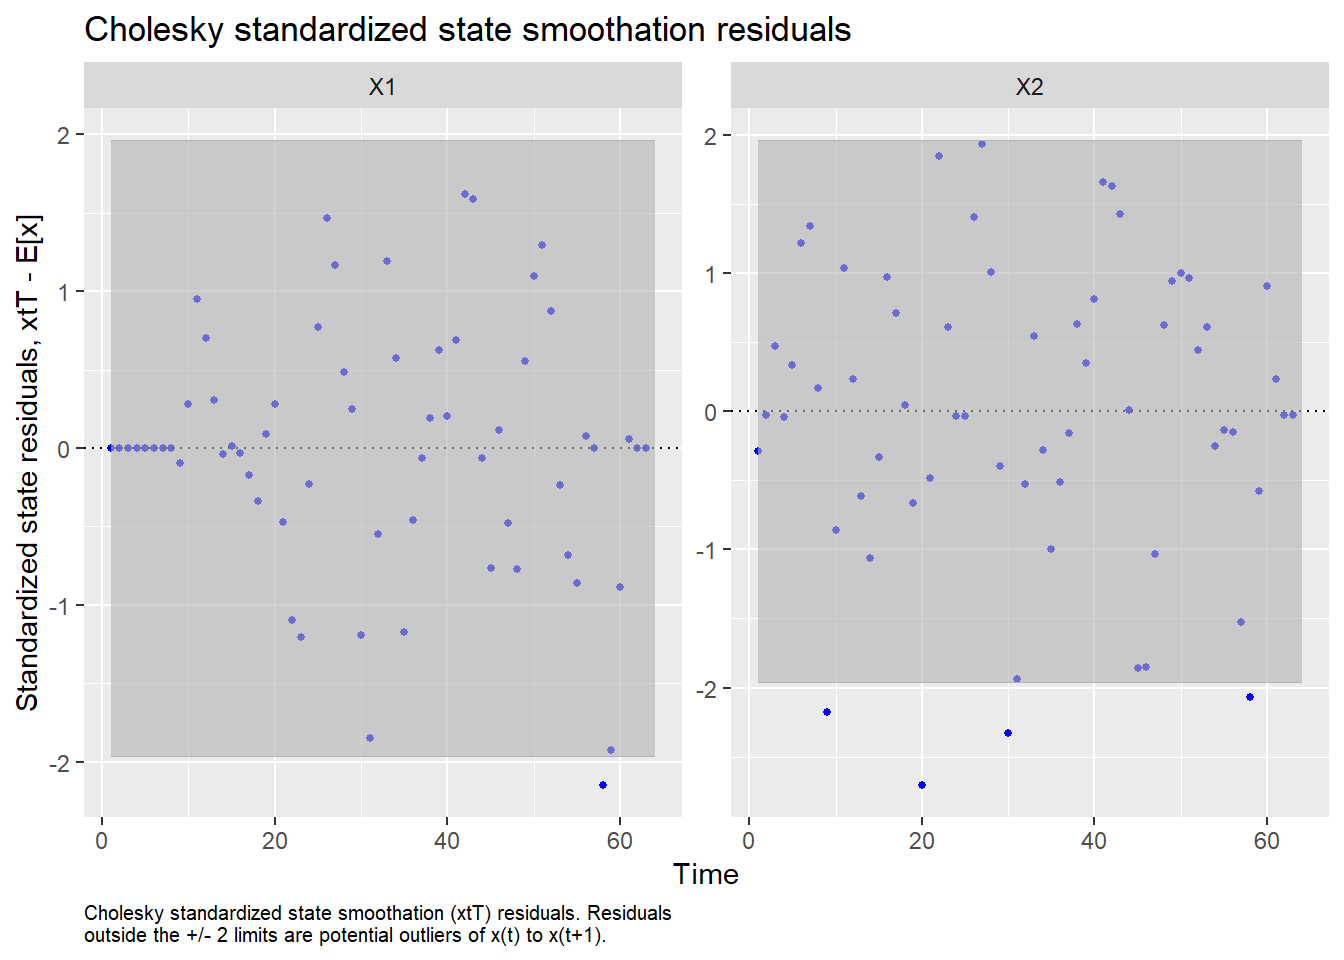 Cholesky standardized state smoothation residuals
X1
X2
Standardized state residuals, xtT - E[x]
2
1
0
-1
-2
2
1
0
-1
-2
0
20
40
60
0
20
40
60
Time
Cholesky standardized state smoothation (xtT) residuals. Residuals
outside the +/- 2 limits are potential outliers of x(t) to x(t+1).